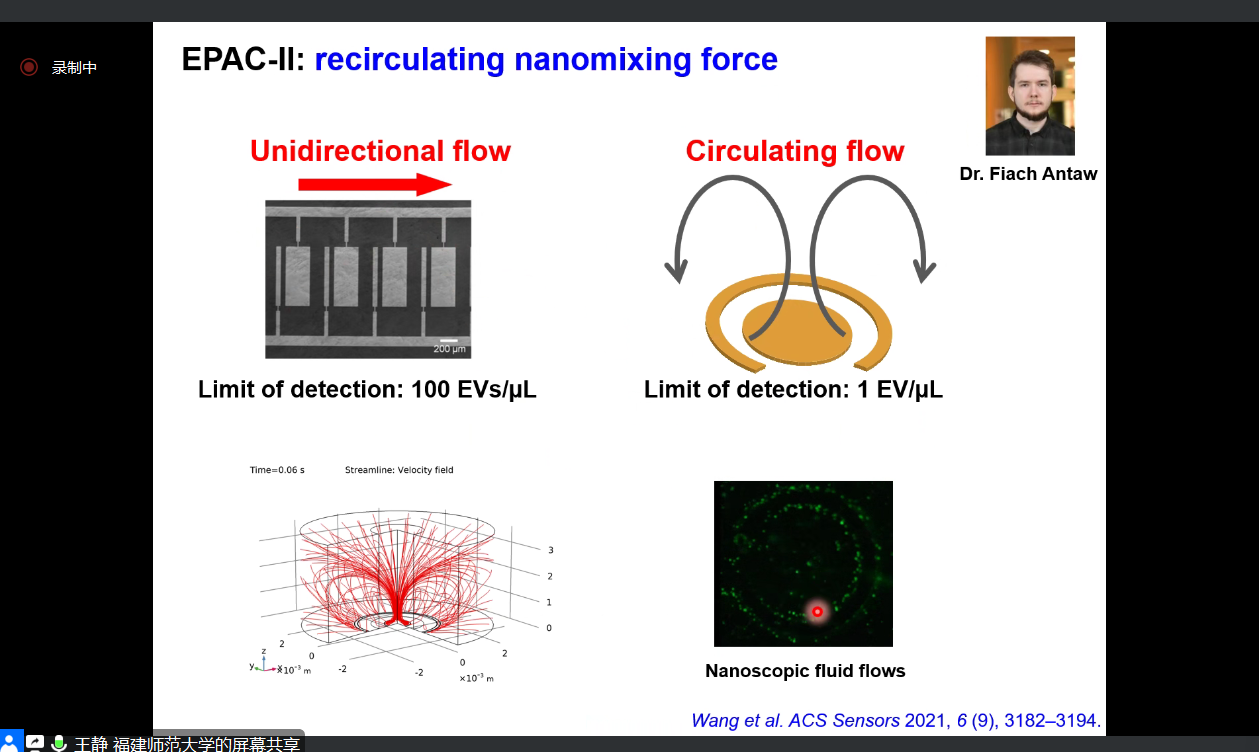 录制中
EPAC-II: recirculating nanomixing force
Dr. Fiach Antaw
Unidirectional flow
Circulating flow
200 µm
Limit of detection: 100 EVs/µL
Limit of detection: 1 EV/µL
Time=0.06 s
Streamline: Velocity field
3
2
1
0
2
0
-2
-2
0
2
z
y
x
×10⁻³ m
×10⁻³ m
Nanoscopic fluid flows
Wang et al. ACS Sensors 2021, 6 (9), 3182–3194.
王静 福建师范大学的屏幕共享